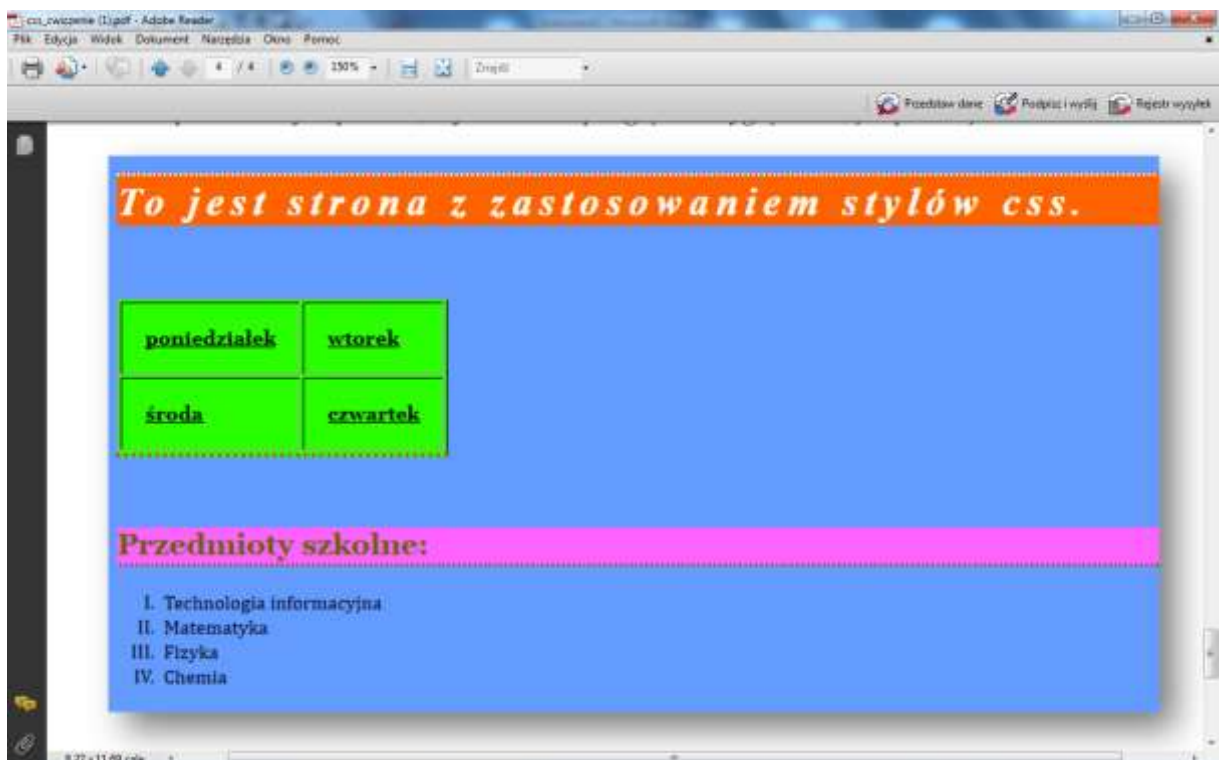 css_cwiczenie (1).pdf - Adobe Reader
Plik Edycja Widok Dokument Narzędzia Okno Pomoc
4 / 4 150% Znajdź
Przedstaw dane Podpisz i wyślij Rejestr wysyłek
To jest strona z zastosowaniem stylów css.
poniedziałek wtorek
środa czwartek
Przedmioty szkolne:
I. Technologia informacyjna
II. Matematyka
III. Fizyka
IV. Chemia